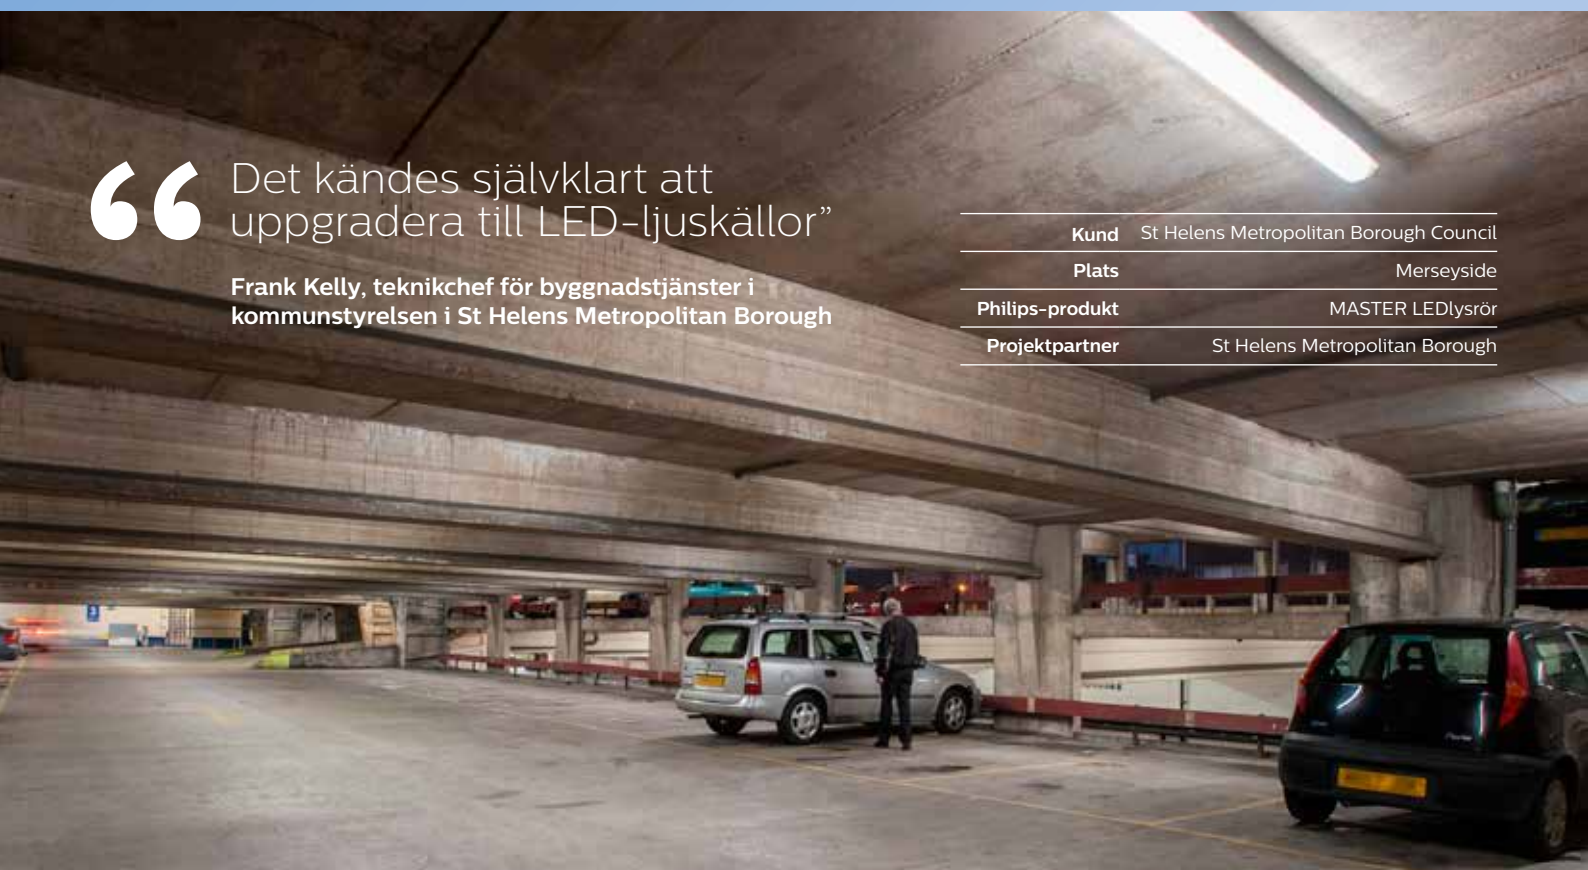 “Det kändes självklart att
uppgradera till LED-ljuskällor”
Frank Kelly, teknikchef för byggnadstjänster i
kommunstyrelsen i St Helens Metropolitan Borough
Kund St Helens Metropolitan Borough Council
Plats Merseyside
Philips-produkt MASTER LEDlysrör
Projektpartner St Helens Metropolitan Borough
3